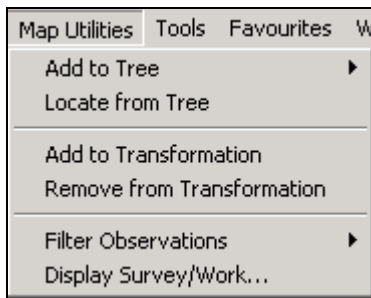 Map Utilities Tools Favourites W
Add to Tree
Locate from Tree
Add to Transformation
Remove from Transformation
Filter Observations
Display Survey/Work...